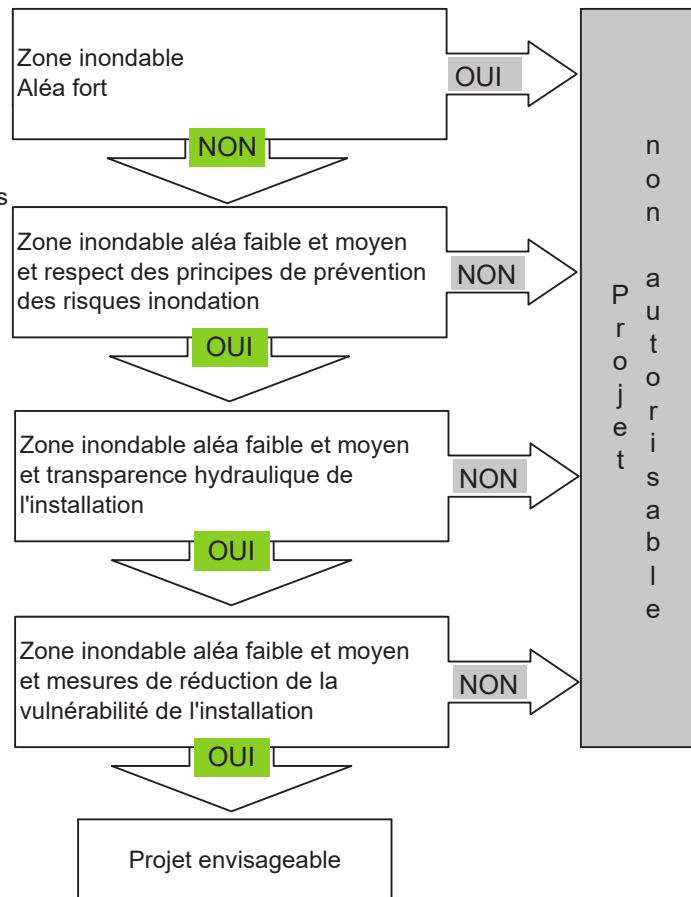 Zone inondable
Aléa fort
OUI
NON
s
Zone inondable aléa faible et moyen
et respect des principes de prévention
des risques inondation
NON
OUI
Zone inondable aléa faible et moyen
et transparence hydraulique de
l'installation
NON
OUI
Zone inondable aléa faible et moyen
et mesures de réduction de la
vulnérabilité de l'installation
NON
OUI
Projet envisageable
Projet
non autorisable